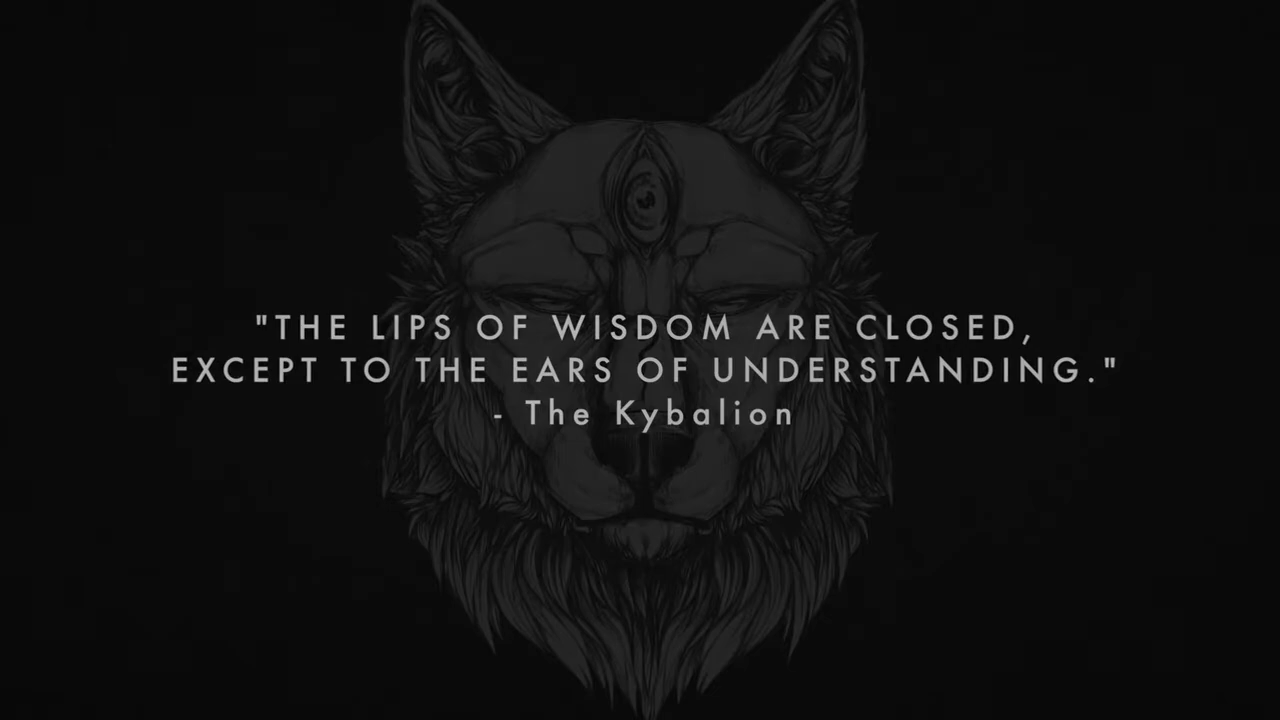 "THE LIPS OF WISDOM ARE CLOSED,
EXCEPT TO THE EARS OF UNDERSTANDING."
- The Kybalion